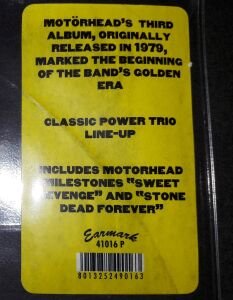 MOTÖRHEAD'S THIRD
ALBUM, ORIGINALLY
RELEASED IN 1979,
MARKED THE BEGINNING
OF THE BAND'S GOLDEN
ERA
CLASSIC POWER TRIO
LINE-UP
INCLUDES MOTORHEAD
MILESTONES "SWEET
REVENGE" AND "STONE
DEAD FOREVER"
Earmark
41016 P
8013252490163